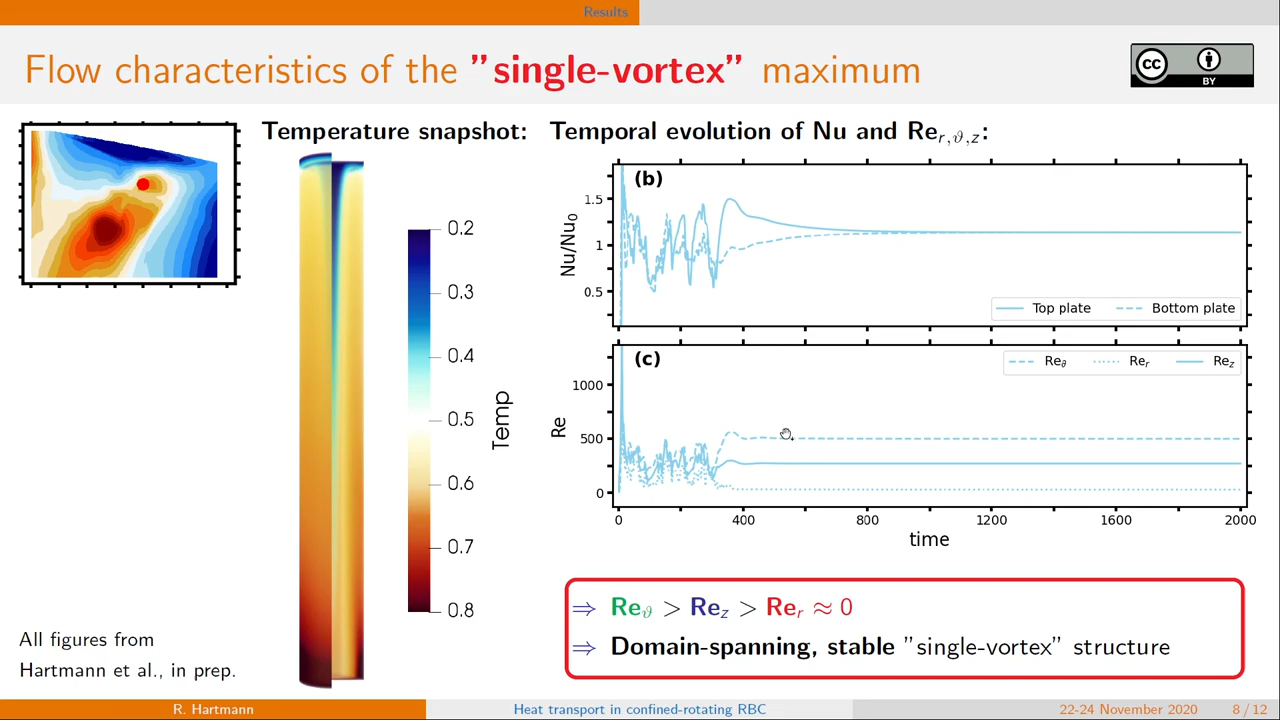 Results
Flow characteristics of the "single-vortex" maximum
cc
BY
Temperature snapshot:
Temporal evolution of Nu and Re_{r,ϑ,z}:
0.2
0.3
0.4
0.5
0.6
0.7
0.8
Temp
(b)
1.5
1
0.5
Nu/Nu₀
Top plate
Bottom plate
(c)
Re_ϑ
Re_r
Re_z
1000
500
0
Re
0
400
800
1200
1600
2000
time
⇒ Re_ϑ > Re_z > Re_r ≈ 0
⇒ Domain-spanning, stable "single-vortex" structure
All figures from
Hartmann et al., in prep.
R. Hartmann
Heat transport in confined-rotating RBC
22-24 November 2020
8 / 12